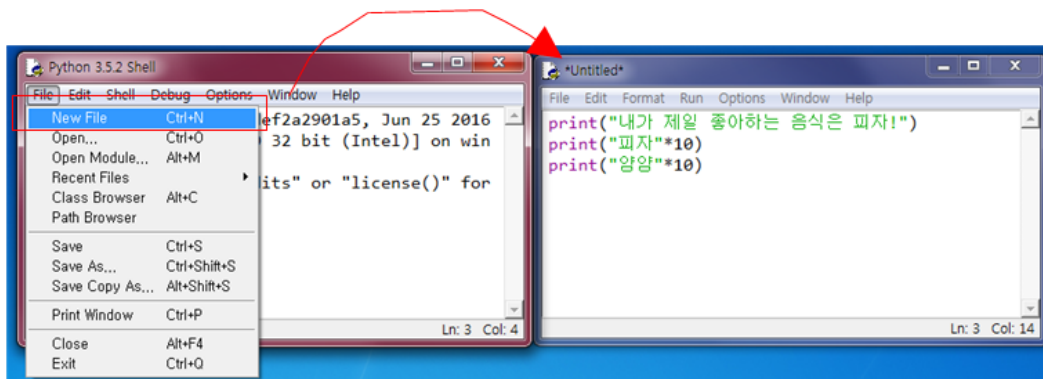 Python 3.5.2 Shell
File Edit Shell Debug Options Window Help
New File Ctrl+N
Open... Ctrl+O
Open Module... Alt+M
Recent Files
Class Browser Alt+C
Path Browser
Save Ctrl+S
Save As... Ctrl+Shift+S
Save Copy As... Alt+Shift+S
Print Window Ctrl+P
Close Alt+F4
Exit Ctrl+Q
ef2a2901a5, Jun 25 2016
32 bit (Intel)] on win
its" or "license()" for
Ln: 3 Col: 4
*Untitled*
File Edit Format Run Options Window Help
print("내가 제일 좋아하는 음식은 피자!")
print("피자"*10)
print("얌얌"*10)
Ln: 3 Col: 14